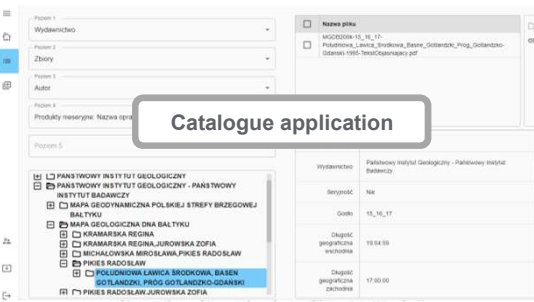 Poziom 1
Wydawnictwo
Poziom 2
Zbiory
Poziom 3
Autor
Poziom 4
Produkty nieseryjne. Nazwa opra
Poziom 5
PAŃSTWOWY INSTYTUT GEOLOGICZNY
PAŃSTWOWY INSTYTUT GEOLOGICZNY - PAŃSTWOWY
INSTYTUT BADAWCZY
MAPA GEODYNAMICZNA POLSKIEJ STREFY BRZEGOWEJ
BAŁTYKU
MAPA GEOLOGICZNA DNA BAŁTYKU
KRAMARSKA REGINA
KRAMARSKA REGINA,JUROWSKA ZOFIA
MICHAŁOWSKA MIROSŁAWA,PIKIES RADOSŁAW
PIKIES RADOSŁAW
POŁUDNIOWA ŁAWICA ŚRODKOWA, BASEN
GOTLANDZKI, PRÓG GOTLANDZKO-GDAŃSKI
PIKIES RADOSŁAW,JUROWSKA ZOFIA
Catalogue application
Nazwa pliku
MGDB200k-15_16_17-
Poludniowa_Lawica_Srodkowa_Basne_Gotlandzki_Prog_Gotlandzko-
Gdanski-1995-TekstObjasniajacy.pdf
Wydawnictwo
Państwowy Instytut Geologiczny - Państwowy Instytut
Badawczy
Seryjność
Nie
Godło
15_16_17
Długość
geograficzna
wschodnia
19:04:59
Długość
geograficzna
zachodnia
17:00:00